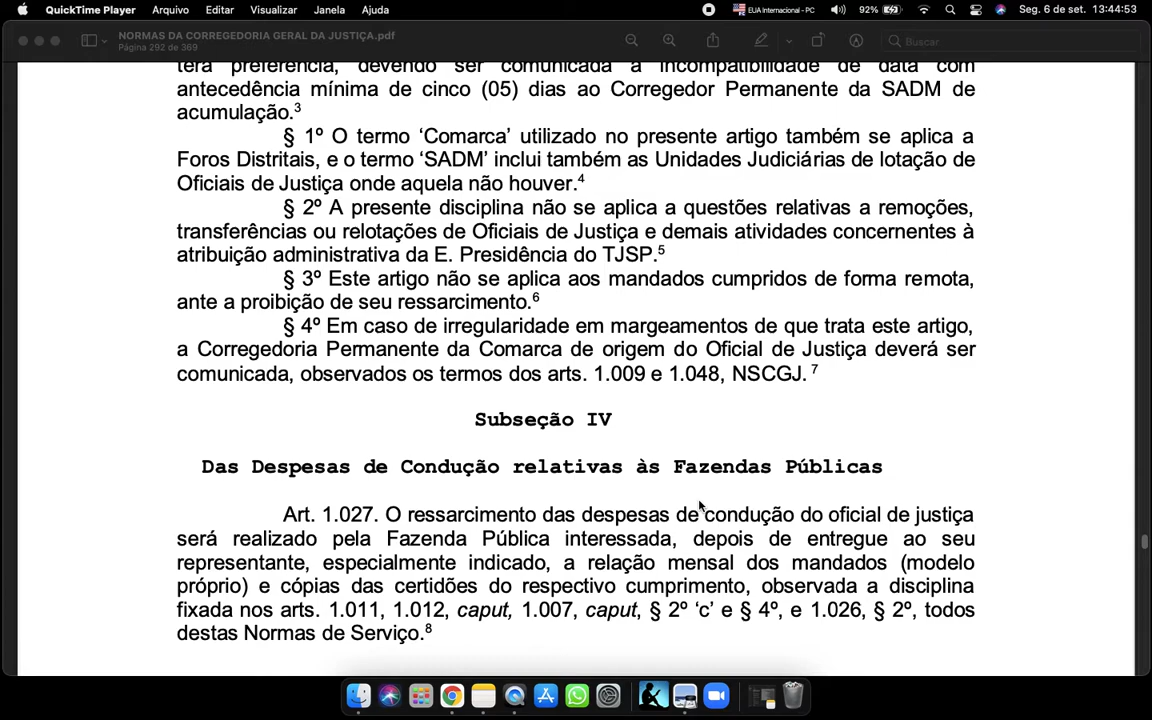 QuickTime Player Arquivo Editar Visualizar Janela Ajuda EUA Internacional - PC 92% Seg. 6 de set. 13:44:53
NORMAS DA CORREGEDORIA GERAL DA JUSTIÇA.pdf
Página 292 de 369
Buscar
terá preferência, devendo ser comunicada a incompatibilidade de data com
antecedência mínima de cinco (05) dias ao Corregedor Permanente da SADM de
acumulação.³
§ 1º O termo ‘Comarca’ utilizado no presente artigo também se aplica a
Foros Distritais, e o termo ‘SADM’ inclui também as Unidades Judiciárias de lotação de
Oficiais de Justiça onde aquela não houver.⁴
§ 2º A presente disciplina não se aplica a questões relativas a remoções,
transferências ou relotações de Oficiais de Justiça e demais atividades concernentes à
atribuição administrativa da E. Presidência do TJSP.⁵
§ 3º Este artigo não se aplica aos mandados cumpridos de forma remota,
ante a proibição de seu ressarcimento.⁶
§ 4º Em caso de irregularidade em margeamentos de que trata este artigo,
a Corregedoria Permanente da Comarca de origem do Oficial de Justiça deverá ser
comunicada, observados os termos dos arts. 1.009 e 1.048, NSCGJ. ⁷
Subseção IV
Das Despesas de Condução relativas às Fazendas Públicas
Art. 1.027. O ressarcimento das despesas de condução do oficial de justiça
será realizado pela Fazenda Pública interessada, depois de entregue ao seu
representante, especialmente indicado, a relação mensal dos mandados (modelo
próprio) e cópias das certidões do respectivo cumprimento, observada a disciplina
fixada nos arts. 1.011, 1.012, caput, 1.007, caput, § 2º ‘c’ e § 4º, e 1.026, § 2º, todos
destas Normas de Serviço.⁸